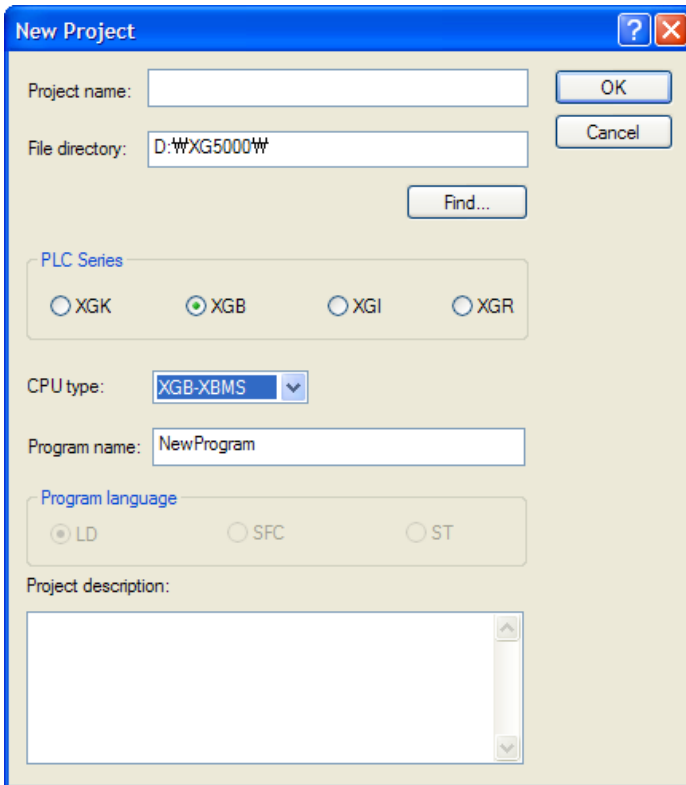 New Project
Project name:
OK
File directory: D:₩XG5000₩
Cancel
Find...
PLC Series
XGK XGB XGI XGR
CPU type: XGB-XBMS
Program name: NewProgram
Program language
LD SFC ST
Project description: